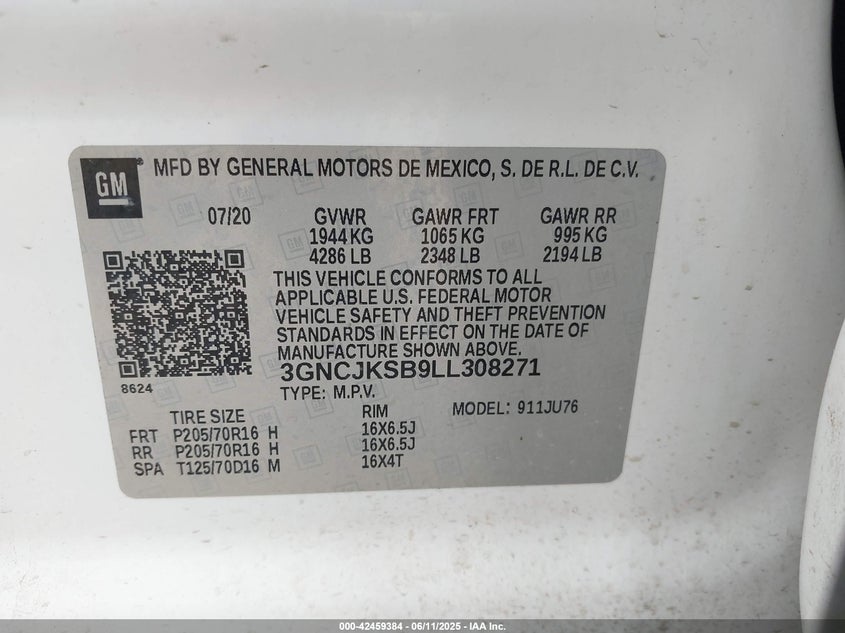 GM
MFD BY GENERAL MOTORS DE MEXICO, S. DE R.L. DE C.V.
07/20 GVWR GAWR FRT GAWR RR
1944 KG 1065 KG 995 KG
4286 LB 2348 LB 2194 LB
THIS VEHICLE CONFORMS TO ALL
APPLICABLE U.S. FEDERAL MOTOR
VEHICLE SAFETY AND THEFT PREVENTION
STANDARDS IN EFFECT ON THE DATE OF
MANUFACTURE SHOWN ABOVE.
8624
3GNCJKSB9LL308271
TYPE: M.P.V.
TIRE SIZE RIM MODEL: 911JU76
FRT P205/70R16 H 16X6.5J
RR P205/70R16 H 16X6.5J
SPA T125/70D16 M 16X4T
000-42459384 - 06/11/2025 - IAA Inc.